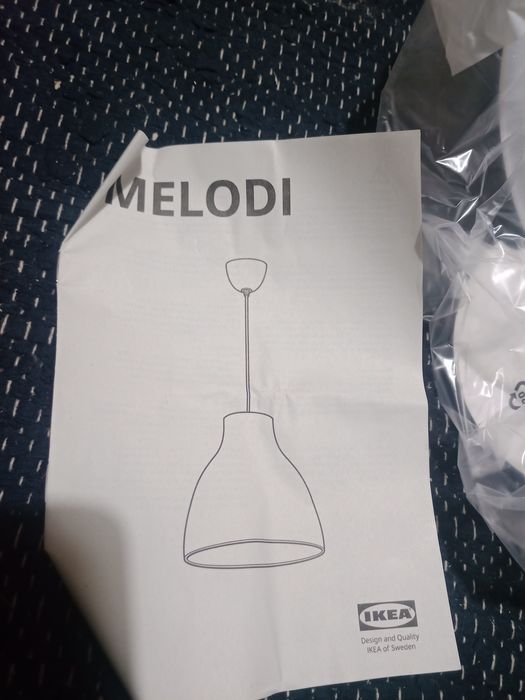 MELODI
IKEA
Design and Quality
IKEA of Sweden